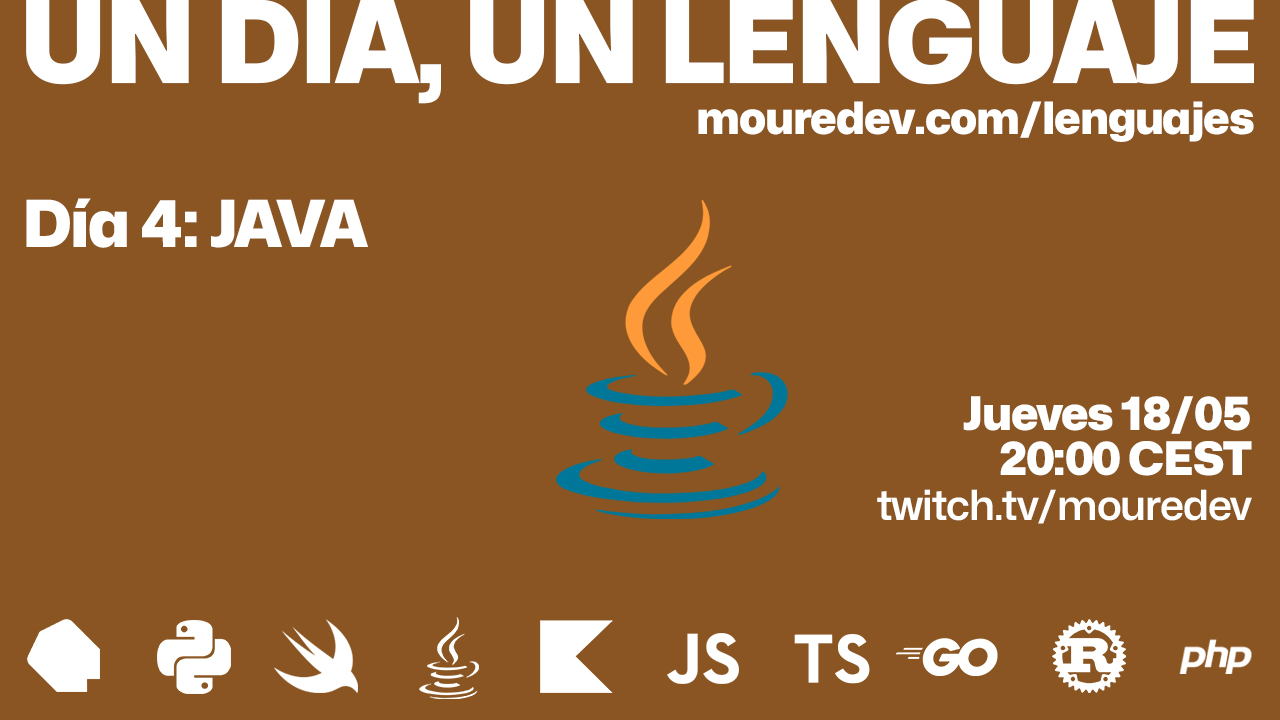 UN DÍA, UN LENGUAJE
mouredev.com/lenguajes
Día 4: JAVA
Jueves 18/05
20:00 CEST
twitch.tv/mouredev
JS TS GO R php